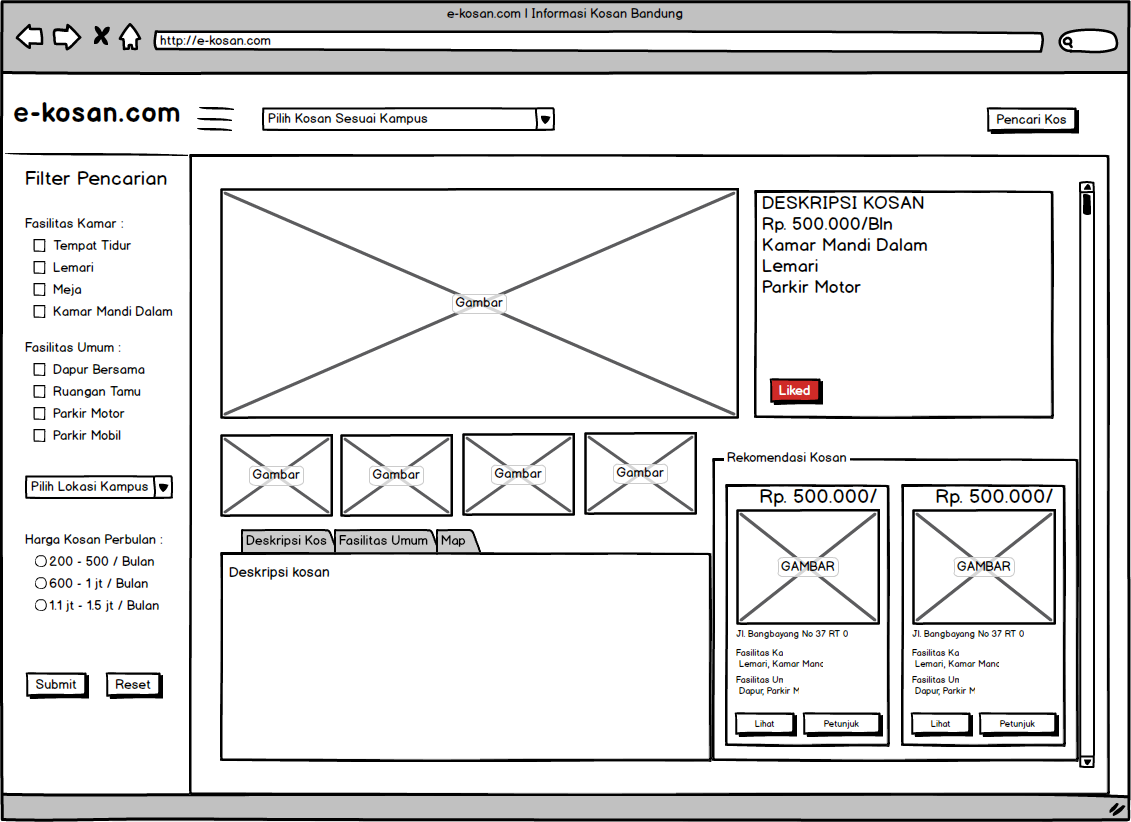 e-kosan.com | Informasi Kosan Bandung
http://e-kosan.com
e-kosan.com
Pilih Kosan Sesuai Kampus
Pencari Kos
Filter Pencarian
Fasilitas Kamar :
Tempat Tidur
Lemari
Meja
Kamar Mandi Dalam
Fasilitas Umum :
Dapur Bersama
Ruangan Tamu
Parkir Motor
Parkir Mobil
Pilih Lokasi Kampus
Harga Kosan Perbulan :
200 - 500 / Bulan
600 - 1 jt / Bulan
1.1 jt - 1.5 jt / Bulan
Submit
Reset
Gambar
DESKRIPSI KOSAN
Rp. 500.000/Bln
Kamar Mandi Dalam
Lemari
Parkir Motor
Liked
Gambar
Gambar
Gambar
Gambar
Deskripsi Kos
Fasilitas Umum
Map
Deskripsi kosan
Rekomendasi Kosan
Rp. 500.000/
GAMBAR
Jl. Bangbayang No 37 RT 0
Fasilitas Ka
Lemari, Kamar Manc
Fasilitas Un
Dapur, Parkir M
Lihat
Petunjuk
Rp. 500.000/
GAMBAR
Jl. Bangbayang No 37 RT 0
Fasilitas Ka
Lemari, Kamar Manc
Fasilitas Un
Dapur, Parkir M
Lihat
Petunjuk